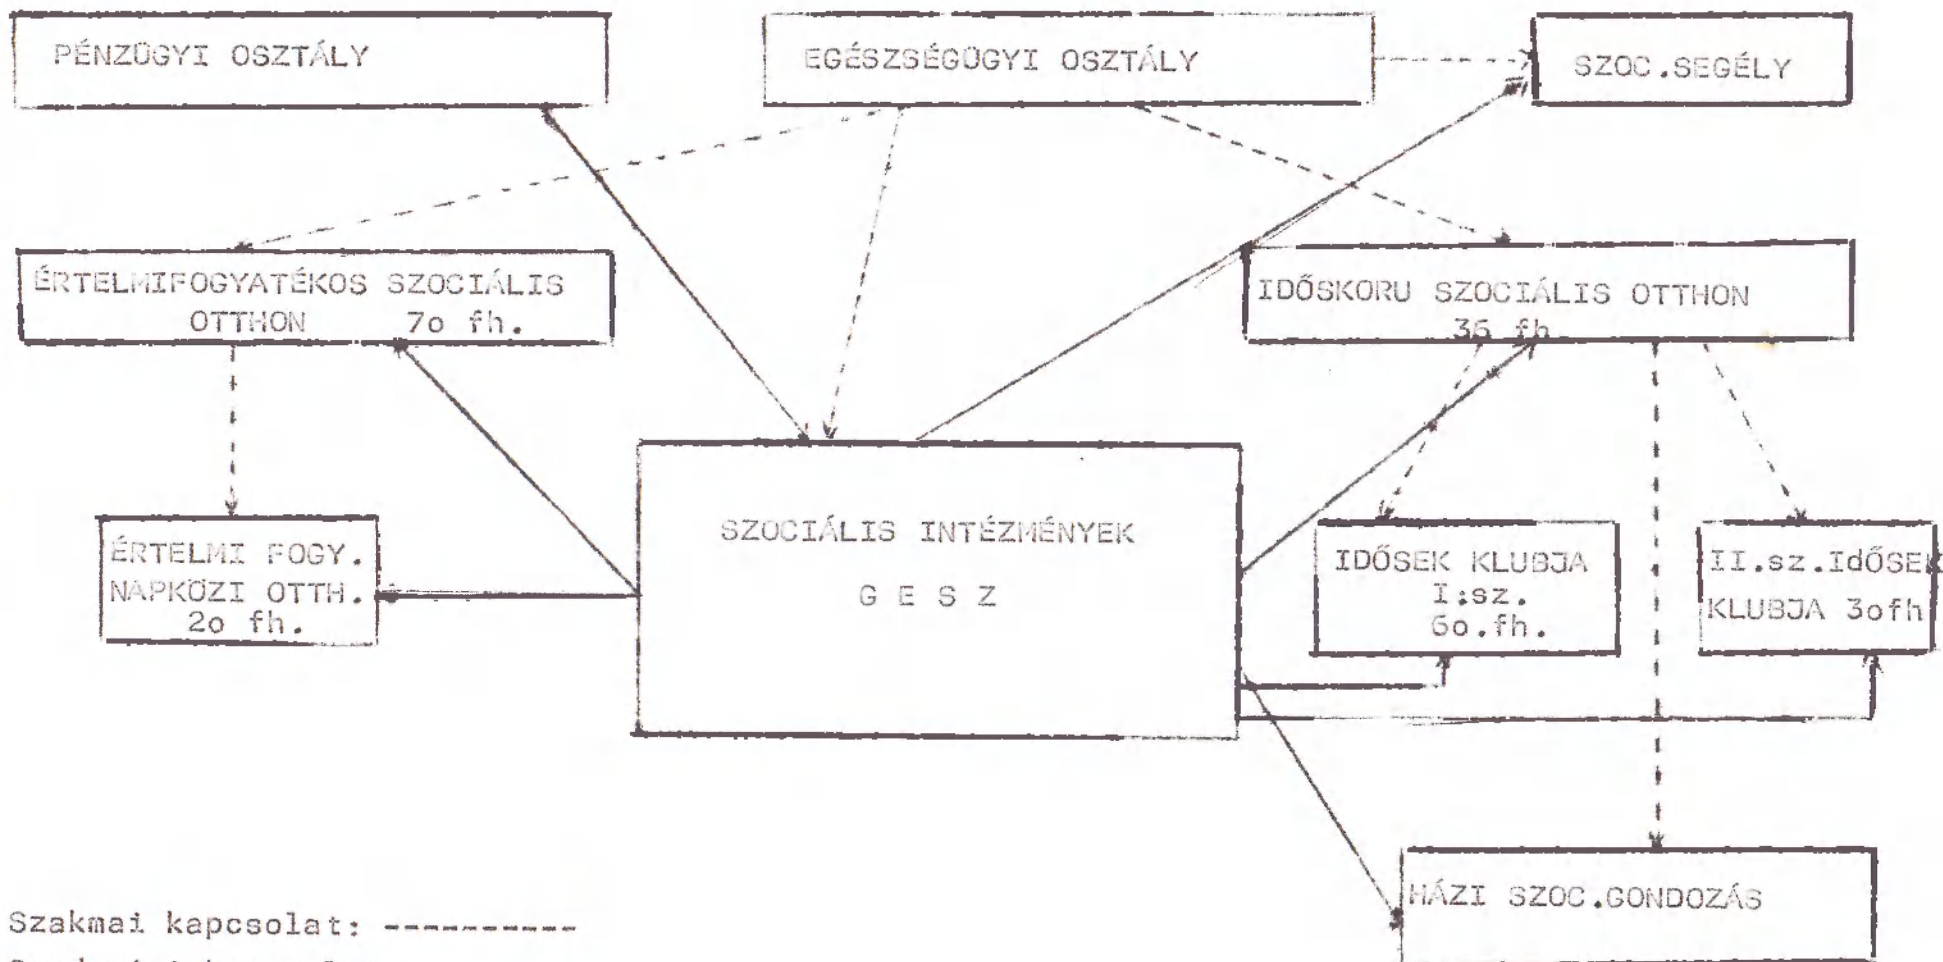 PÉNZÜGYI OSZTÁLY
EGÉSZSÉGÜGYI OSZTÁLY
SZOC.SEGÉLY
ÉRTELMIFOGYATÉKOS SZOCIÁLIS
OTTHON 7o fh.
IDŐSKORU SZOCIÁLIS OTTHON
36 fh
ÉRTELMI FOGY.
NAPKÖZI OTTH.
2o fh.
SZOCIÁLIS INTÉZMÉNYEK
G E S Z
IDŐSEK KLUBJA
I:sz.
6o.fh.
II.sz.IdŐSEK
KLUBJA 3ofh
HÁZI SZOC.GONDOZÁS
Szakmai kapcsolat: ----------